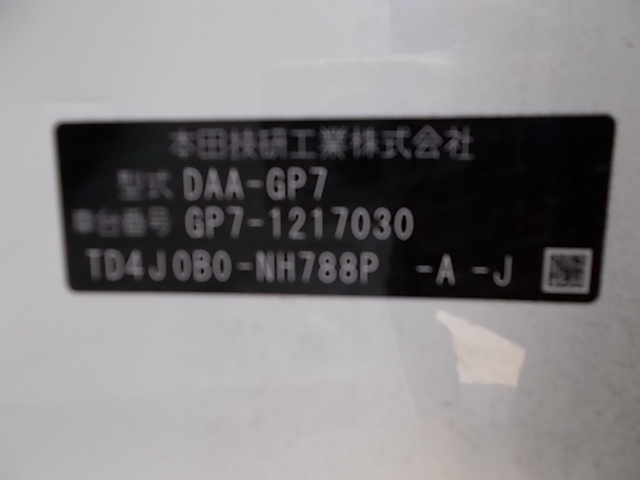 本田技研工業株式会社
型式 DAA-GP7
車台番号 GP7-1217030
TD4J0B0-NH788P -A -J